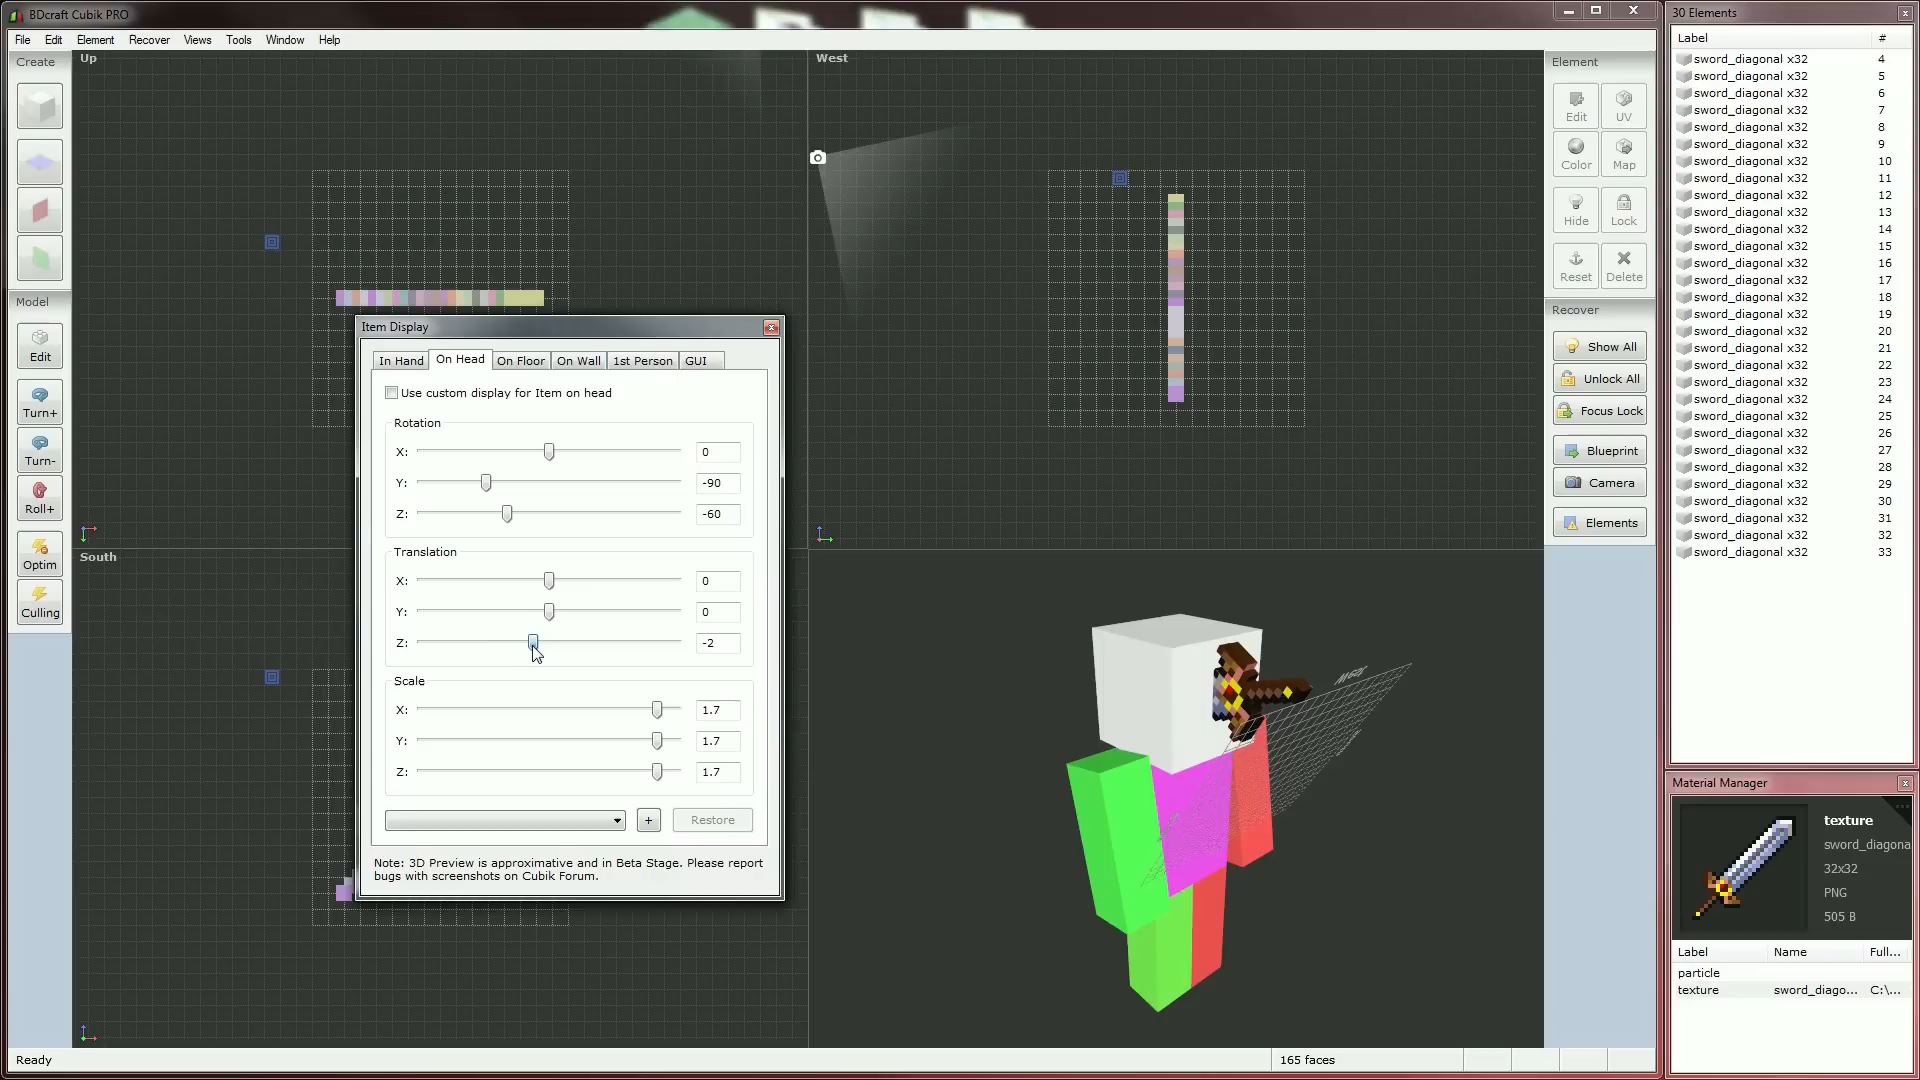 BDcraft Cubik PRO
File Edit Element Recover Views Tools Window Help
Create
Model
Edit
Turn+
Turn-
Roll+
Optim
Culling
Up
West
South
Item Display
In Hand On Head On Floor On Wall 1st Person GUI
Use custom display for Item on head
Rotation
X: 0
Y: -90
Z: -60
Translation
X: 0
Y: 0
Z: -2
Scale
X: 1.7
Y: 1.7
Z: 1.7
+ Restore
Note: 3D Preview is approximative and in Beta Stage. Please report
bugs with screenshots on Cubik Forum.
Element
Edit UV
Color Map
Hide Lock
Reset Delete
Recover
Show All
Unlock All
Focus Lock
Blueprint
Camera
Elements
30 Elements
Label #
sword_diagonal x32 4
sword_diagonal x32 5
sword_diagonal x32 6
sword_diagonal x32 7
sword_diagonal x32 8
sword_diagonal x32 9
sword_diagonal x32 10
sword_diagonal x32 11
sword_diagonal x32 12
sword_diagonal x32 13
sword_diagonal x32 14
sword_diagonal x32 15
sword_diagonal x32 16
sword_diagonal x32 17
sword_diagonal x32 18
sword_diagonal x32 19
sword_diagonal x32 20
sword_diagonal x32 21
sword_diagonal x32 22
sword_diagonal x32 23
sword_diagonal x32 24
sword_diagonal x32 25
sword_diagonal x32 26
sword_diagonal x32 27
sword_diagonal x32 28
sword_diagonal x32 29
sword_diagonal x32 30
sword_diagonal x32 31
sword_diagonal x32 32
sword_diagonal x32 33
Material Manager
texture
sword_diagona
32x32
PNG
505 B
Label Name Full...
particle
texture sword_diago... C:\...
Ready
165 faces